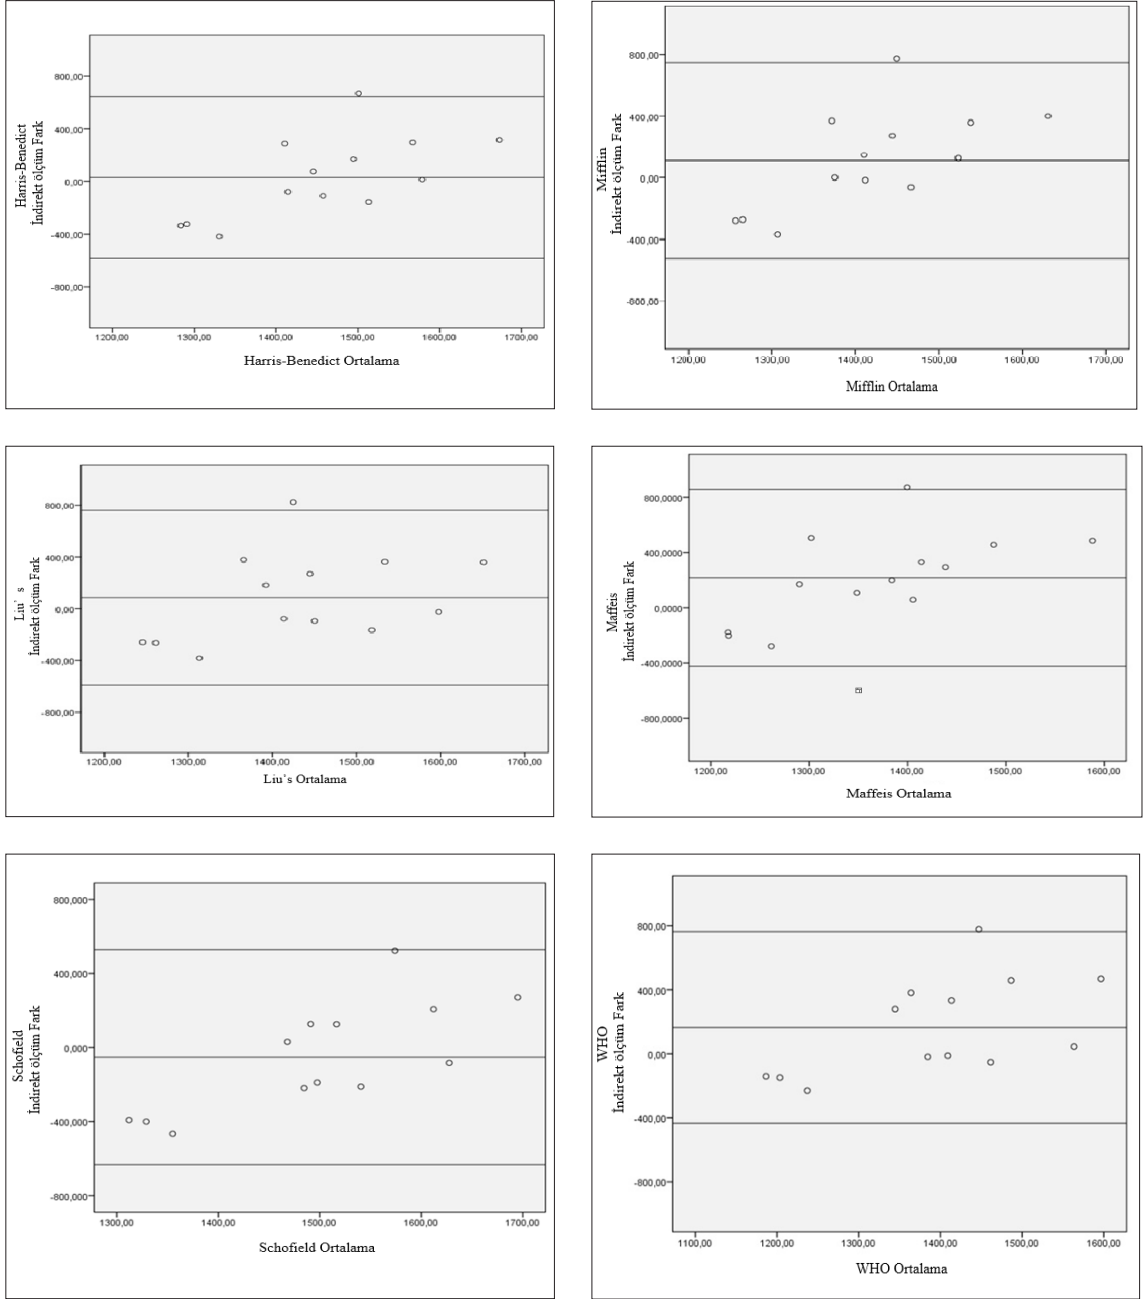 Harris-Benedict
İndirekt ölçüm Fark
800,00
400,00
0,00
-400,00
-800,00
1200,00 1300,00 1400,00 1500,00 1600,00 1700,00
Harris-Benedict Ortalama
Mifflin
İndirekt ölçüm Fark
800,00
400,00
0,00
-400,00
-800,00
1200,00 1300,00 1400,00 1500,00 1600,00 1700,00
Mifflin Ortalama
Liu' s
İndirekt ölçüm Fark
800,00
400,00
0,00
-400,00
-800,00
1200,00 1300,00 1400,00 1500,00 1600,00 1700,00
Liu's Ortalama
Maffeis
İndirekt ölçüm Fark
800,0000
400,0000
0,0000
-400,0000
-800,0000
1200,00 1300,00 1400,00 1500,00 1600,00
Maffeis Ortalama
Schofield
İndirekt ölçüm Fark
800,000
400,000
0,000
-400,000
-800,000
1300,00 1400,00 1500,00 1600,00 1700,00
Schofield Ortalama
WHO
İndirekt ölçüm Fark
800,00
400,00
0,00
-400,00
-800,00
1100,00 1200,00 1300,00 1400,00 1500,00 1600,00
WHO Ortalama